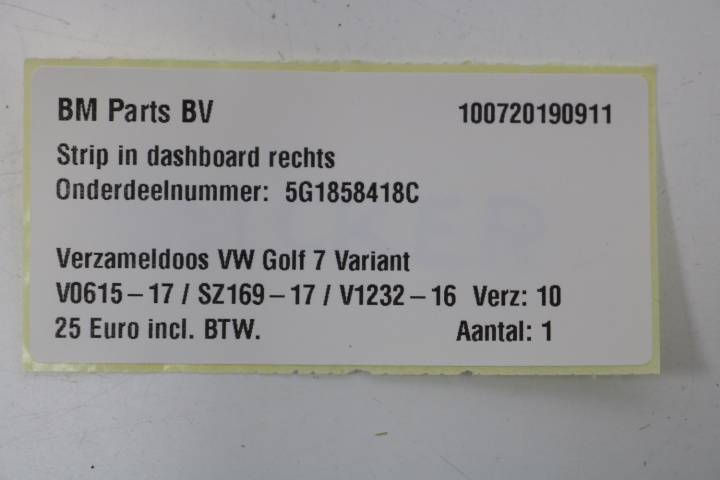 BM Parts BV 100720190911
Strip in dashboard rechts
Onderdeelnummer: 5G1858418C
Verzameldoos VW Golf 7 Variant
V0615-17 / SZ169-17 / V1232-16 Verz: 10
25 Euro incl. BTW. Aantal: 1